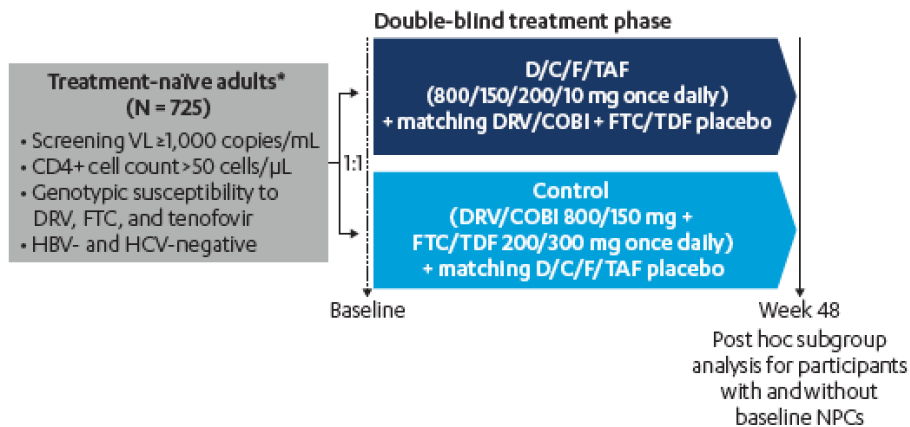 Double-blind treatment phase
Treatment-naïve adults*
(N = 725)
• Screening VL ≥1,000 copies/mL
• CD4+ cell count >50 cells/µL
• Genotypic susceptibility to
DRV, FTC, and tenofovir
• HBV- and HCV-negative
1:1
D/C/F/TAF
(800/150/200/10 mg once daily)
+ matching DRV/COBI + FTC/TDF placebo
Control
(DRV/COBI 800/150 mg +
FTC/TDF 200/300 mg once daily)
+ matching D/C/F/TAF placebo
Baseline
Week 48
Post hoc subgroup
analysis for participants
with and without
baseline NPCs